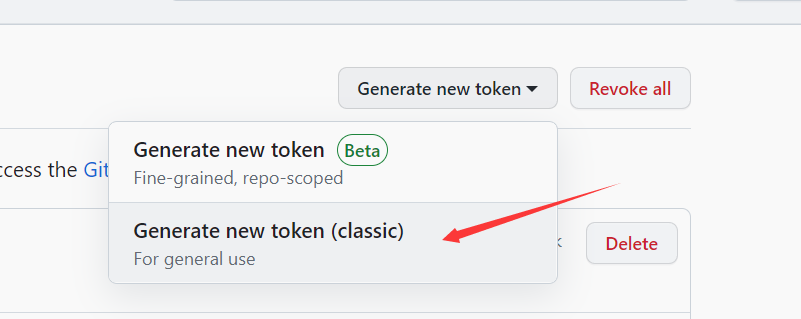 Generate new token
Revoke all
Generate new token Beta
Fine-grained, repo-scoped
ccess the Git
Generate new token (classic)
For general use
Delete